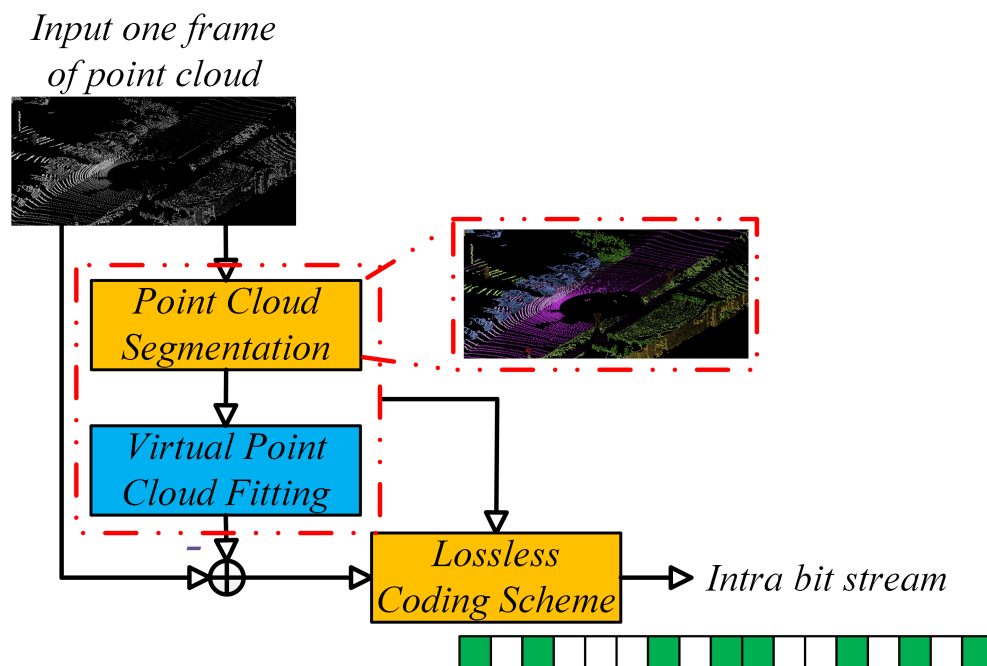 Input one frame
of point cloud
Point Cloud
Segmentation
Virtual Point
Cloud Fitting
-
Lossless
Coding Scheme
Intra bit stream